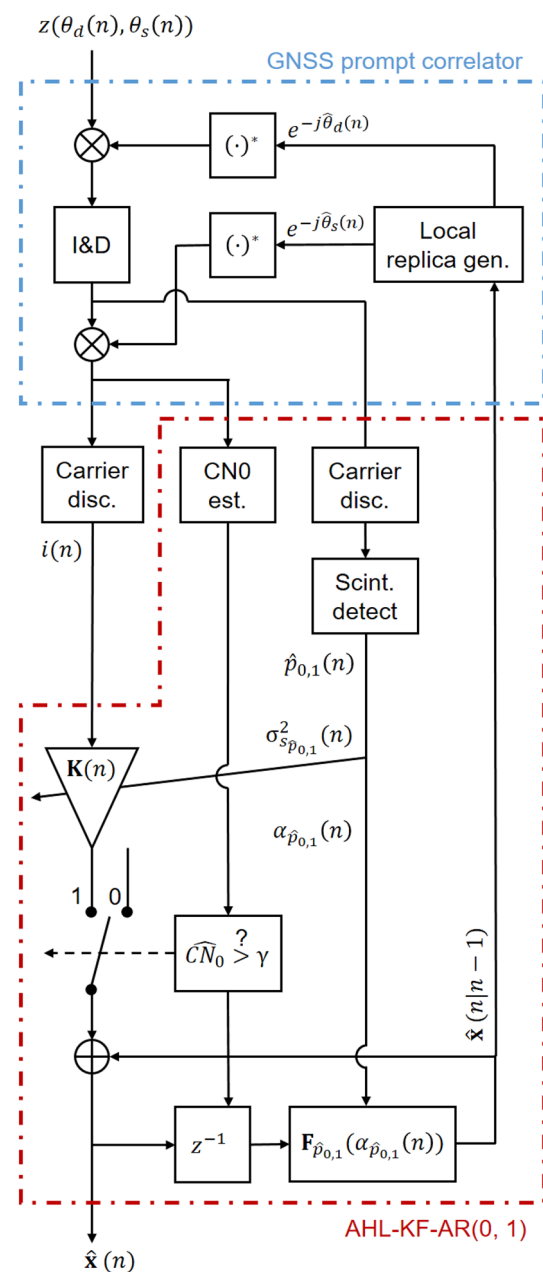 z(θ_d(n), θ_s(n))
GNSS prompt correlator
(·)*
e^{-jθ̂_d(n)}
I&D
(·)*
e^{-jθ̂_s(n)}
Local
replica gen.
Carrier
disc.
CN0
est.
Carrier
disc.
i(n)
Scint.
detect
p̂_{0,1}(n)
σ²_{s_{p̂_{0,1}}}(n)
K(n)
α_{p̂_{0,1}}(n)
1 0
ĈN₀ >^? γ
x̂(n|n − 1)
z^{-1}
F_{p̂_{0,1}}(α_{p̂_{0,1}}(n))
AHL-KF-AR(0, 1)
x̂(n)